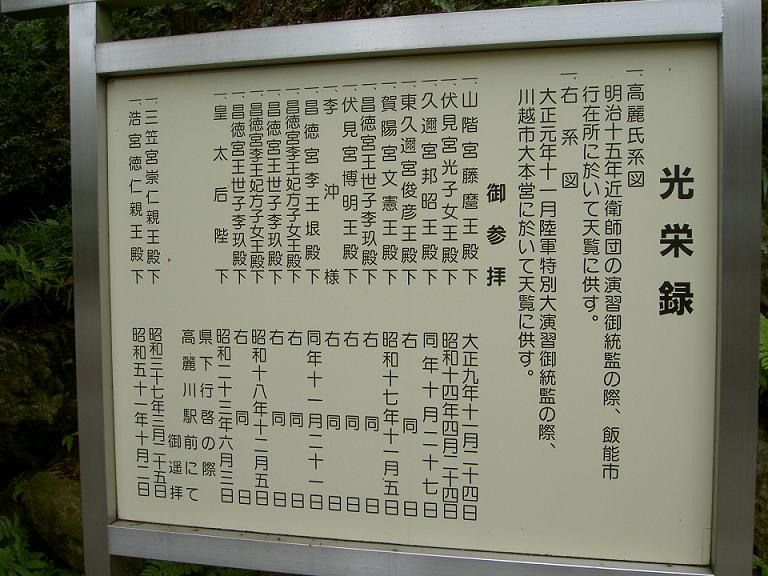 光栄録
一、高麗氏系図
明治十五年近衛師団の演習御統監の際、飯能市
行在所に於いて天覧に供す。
一、右系図
大正元年十一月陸軍特別大演習御統監の際、
川越市大本営に於いて天覧に供す。
御参拝
一、山階宮藤麿王殿下 大正九年十一月二十四日
一、伏見宮光子女王殿下 昭和十四年四月二十四日
一、久邇宮邦昭王殿下 同年十月二十七日
一、東久邇宮俊彦王殿下 右同日
一、賀陽宮文憲王殿下 昭和十七年十一月五日
一、昌徳宮王世子李玖殿下 右同日
一、伏見宮博明王殿下 右同日
一、李沖様 右同日
一、昌徳宮李王垠殿下 同年十一月二十一日
一、昌徳宮李王妃方子女王殿下 右同日
一、昌徳宮王世子李玖殿下 右同日
一、昌徳宮李王妃方子女王殿下 昭和十八年十二月五日
一、昌徳宮王世子李玖殿下 右同日
一、皇太后陛下 昭和二十三年六月三日
県下行啓の際
高麗川駅前にて
御遥拝
一、三笠宮崇仁親王殿下 昭和三十七年三月二十五日
一、浩宮徳仁親王殿下 昭和五十一年十月二日